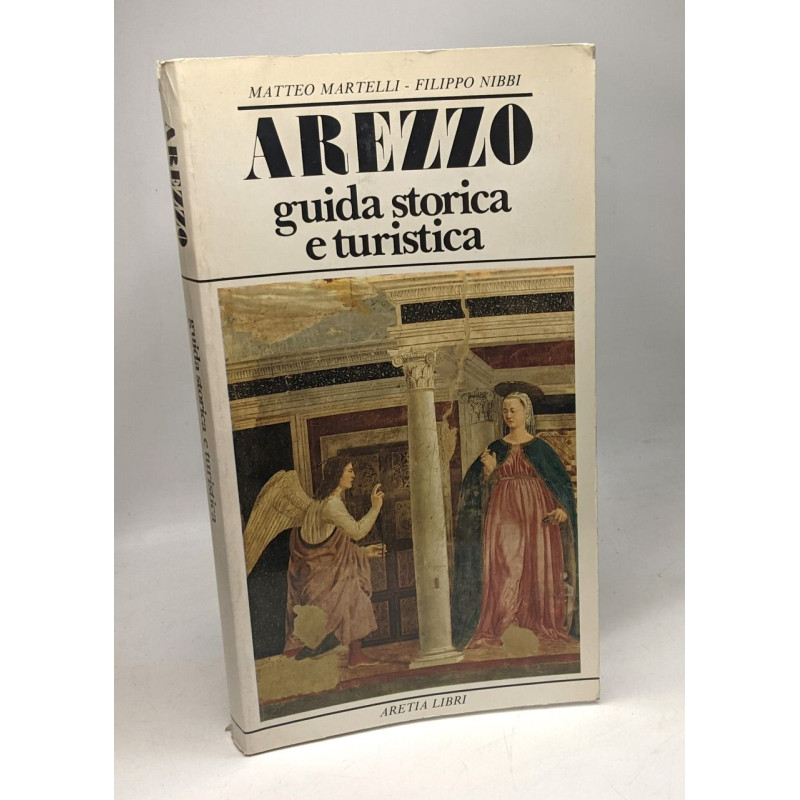 MATTEO MARTELLI - FILIPPO NIBBI
AREZZO
guida storica
e turistica
ARETIA LIBRI
AREZZO
guida storica e turistica